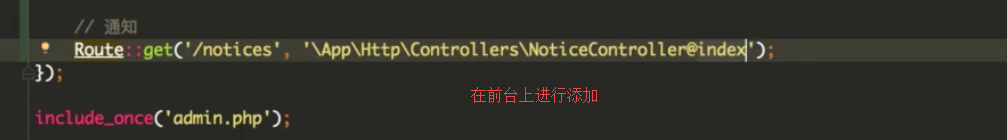 // 通知
Route::get('/notices', '\App\Http\Controllers\NoticeController@index');
});
在前台上进行添加
include_once('admin.php');